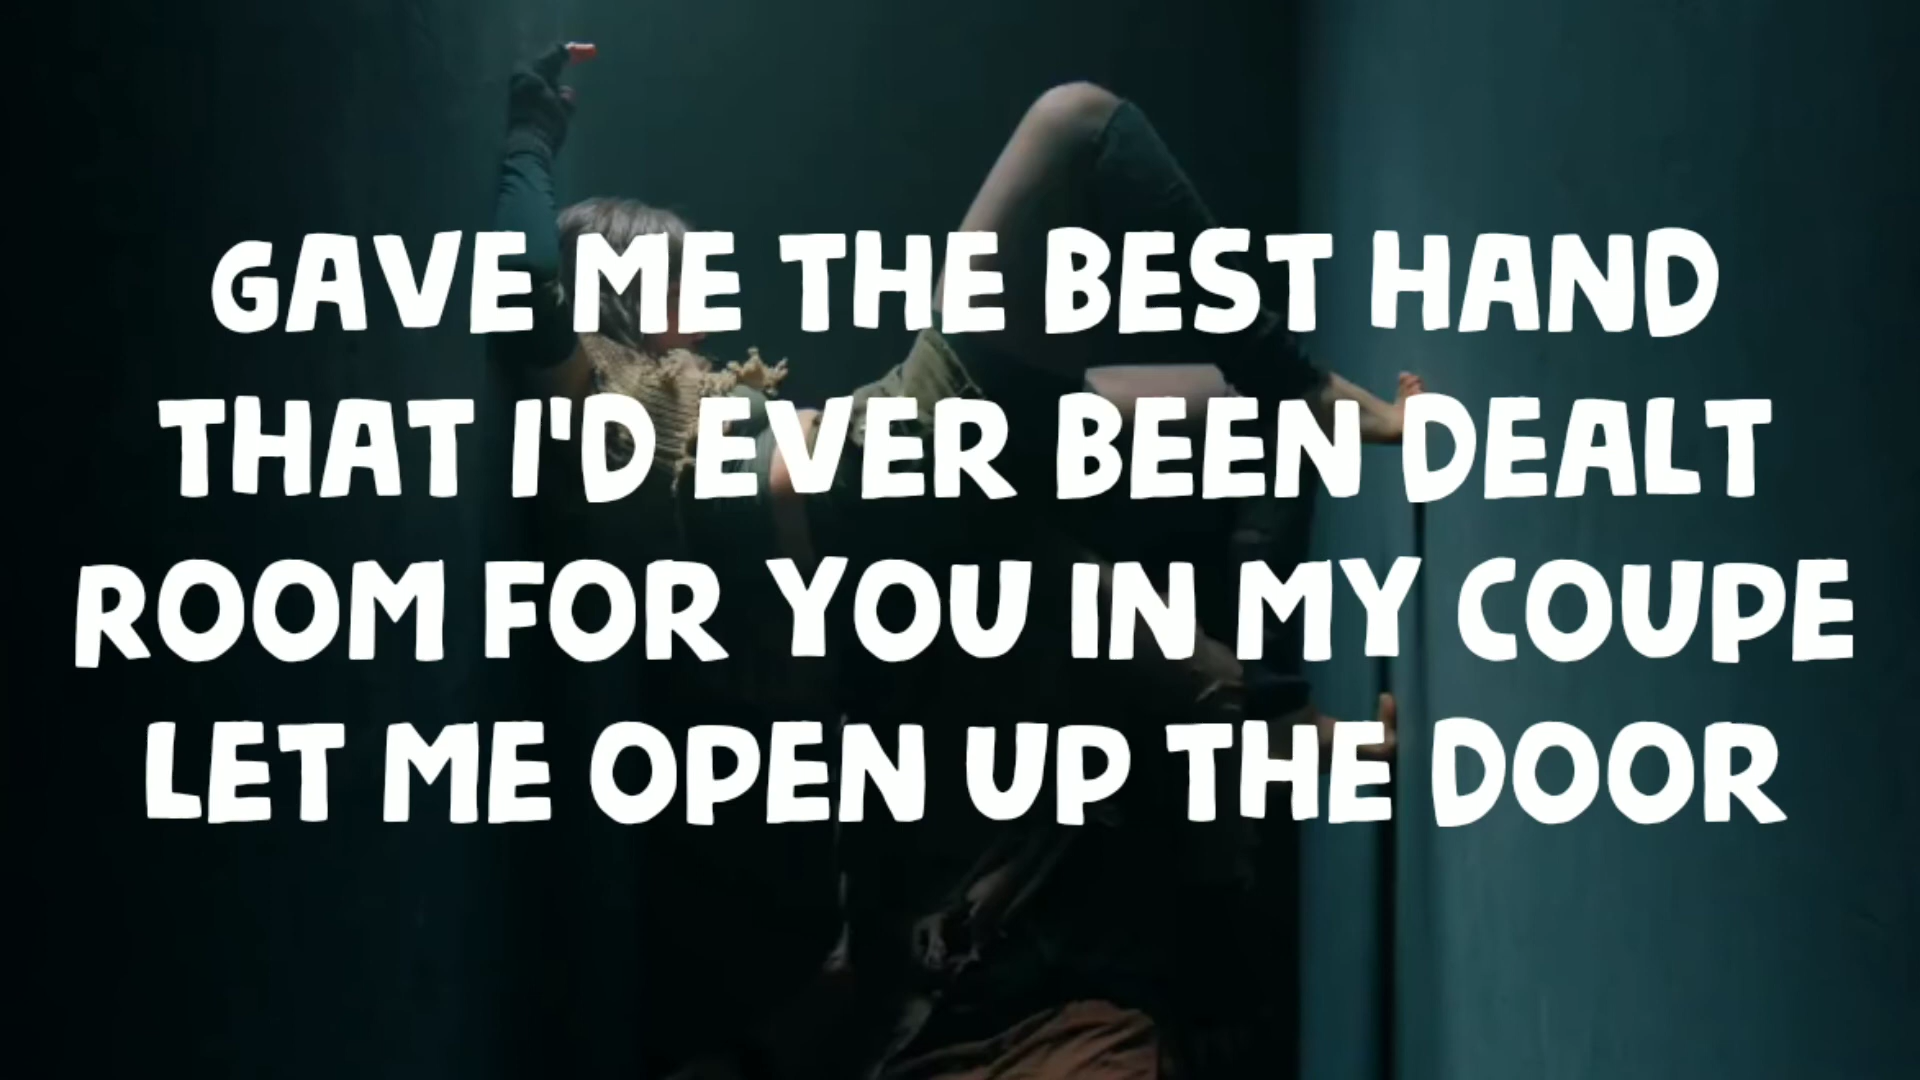 GAVE ME THE BEST HAND
THAT I'D EVER BEEN DEALT
ROOM FOR YOU IN MY COUPE
LET ME OPEN UP THE DOOR